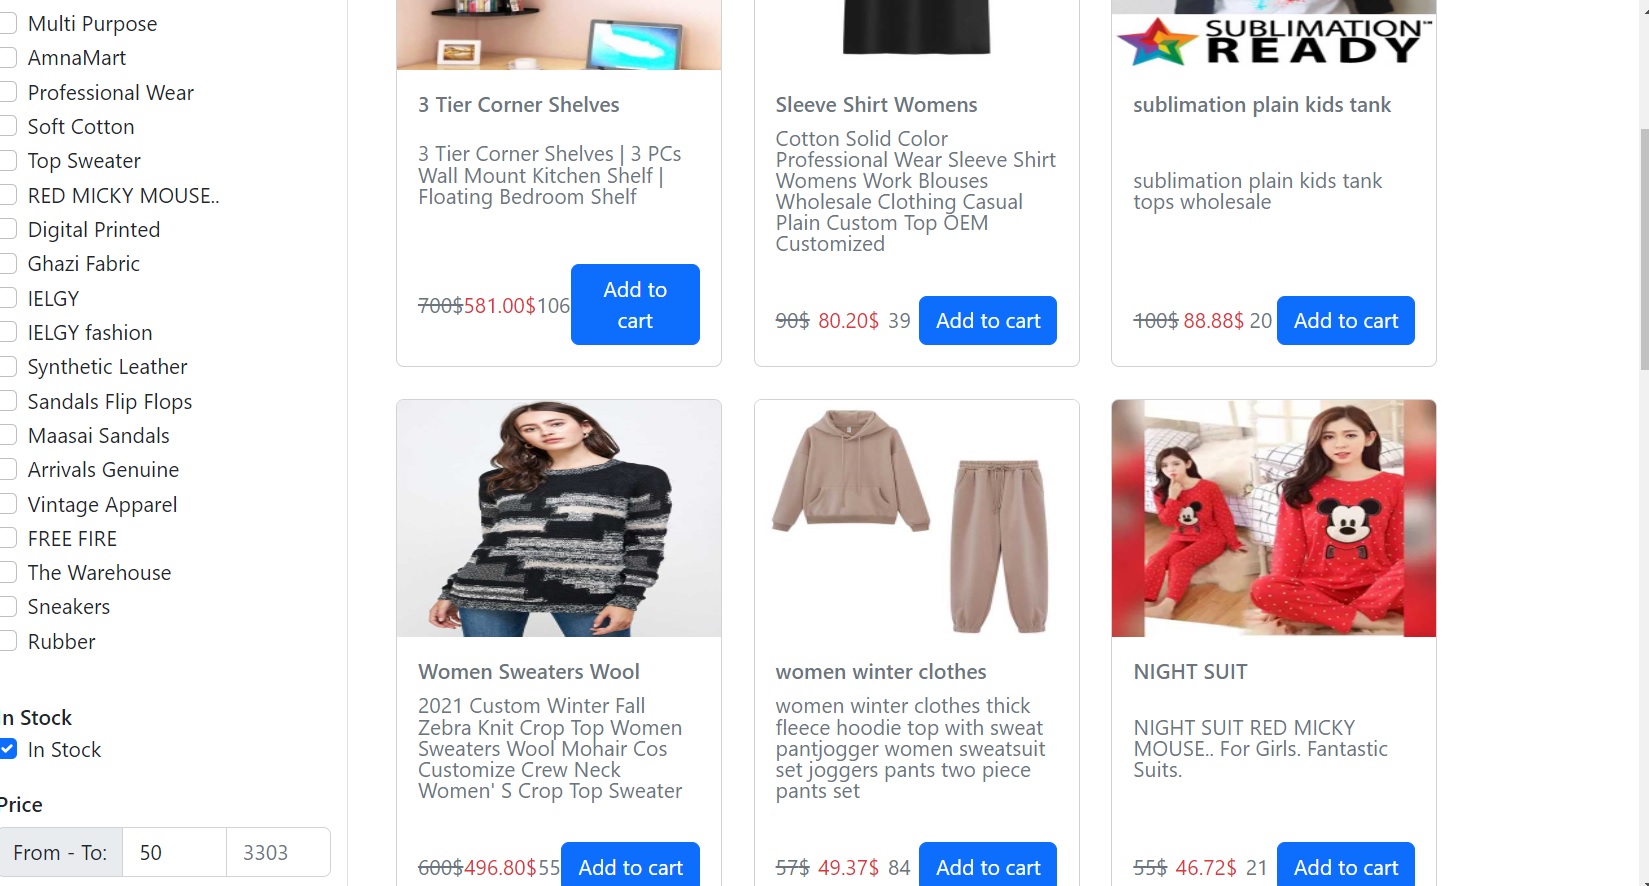 Multi Purpose
AmnaMart
Professional Wear
Soft Cotton
Top Sweater
RED MICKY MOUSE..
Digital Printed
Ghazi Fabric
IELGY
IELGY fashion
Synthetic Leather
Sandals Flip Flops
Maasai Sandals
Arrivals Genuine
Vintage Apparel
FREE FIRE
The Warehouse
Sneakers
Rubber
In Stock
In Stock
Price
From - To:
50
3303
3 Tier Corner Shelves
3 Tier Corner Shelves | 3 PCs
Wall Mount Kitchen Shelf |
Floating Bedroom Shelf
700$581.00$106
Add to
cart
Sleeve Shirt Womens
Cotton Solid Color
Professional Wear Sleeve Shirt
Womens Work Blouses
Wholesale Clothing Casual
Plain Custom Top OEM
Customized
90$ 80.20$ 39
Add to cart
SUBLIMATION™
READY
sublimation plain kids tank
sublimation plain kids tank
tops wholesale
100$ 88.88$ 20
Add to cart
Women Sweaters Wool
2021 Custom Winter Fall
Zebra Knit Crop Top Women
Sweaters Wool Mohair Cos
Customize Crew Neck
Women' S Crop Top Sweater
600$496.80$55
Add to cart
women winter clothes
women winter clothes thick
fleece hoodie top with sweat
pantjogger women sweatsuit
set joggers pants two piece
pants set
57$ 49.37$ 84
Add to cart
NIGHT SUIT
NIGHT SUIT RED MICKY
MOUSE.. For Girls. Fantastic
Suits.
55$ 46.72$ 21
Add to cart